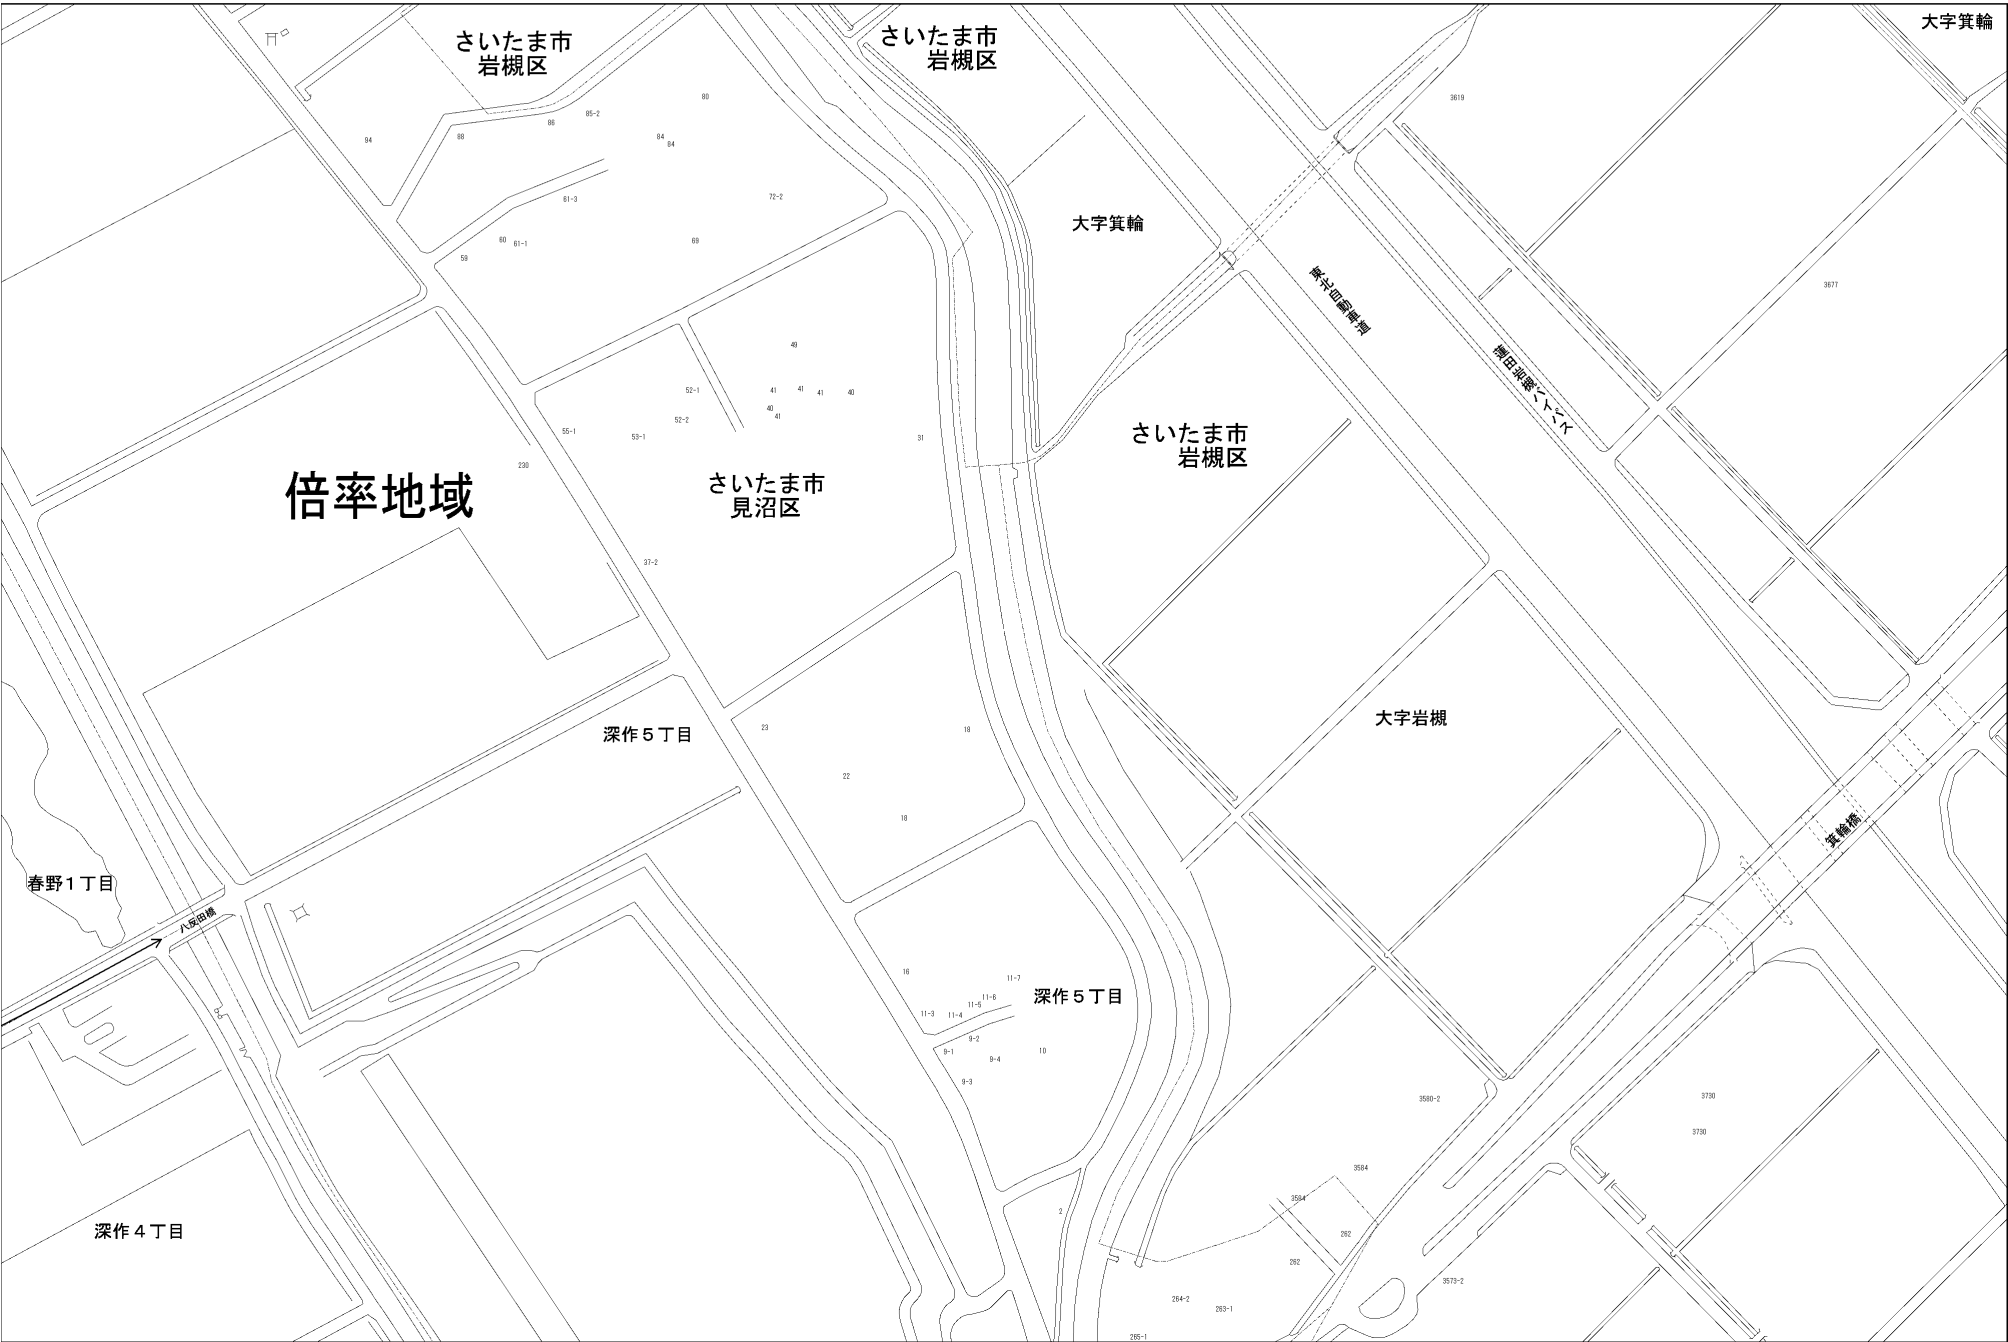 大字箕輪
さいたま市
岩槻区
さいたま市
岩槻区
80
3619
85-2
86
88
94
84
84
72-2
61-3
大字箕輪
60
61-1
69
59
東北自動車道
3677
49
蓮田岩槻バイパス
52-1
41
41
41
40
40
41
52-2
55-1
53-1
31
さいたま市
岩槻区
230
倍率地域
さいたま市
見沼区
37-2
大字岩槻
深作5丁目
23
18
22
18
箕輪橋
春野1丁目
八反田橋
16
11-7
11-6
11-5
深作5丁目
11-3
11-4
9-2
9-1
10
9-4
9-3
3580-2
3730
3730
3584
3584
2
262
深作4丁目
262
3573-2
264-2
263-1
265-1